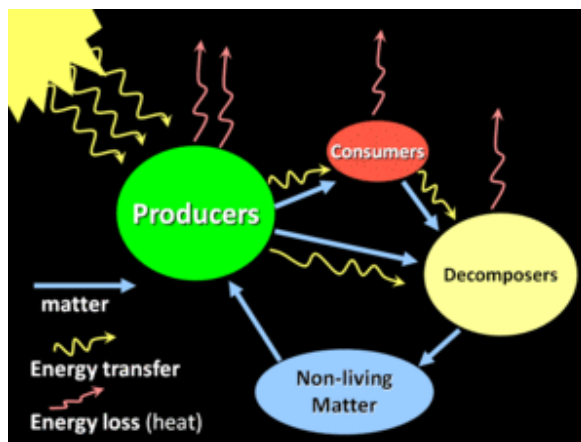 Consumers
Producers
Decomposers
matter
Energy transfer
Energy loss (heat)
Non-living
Matter